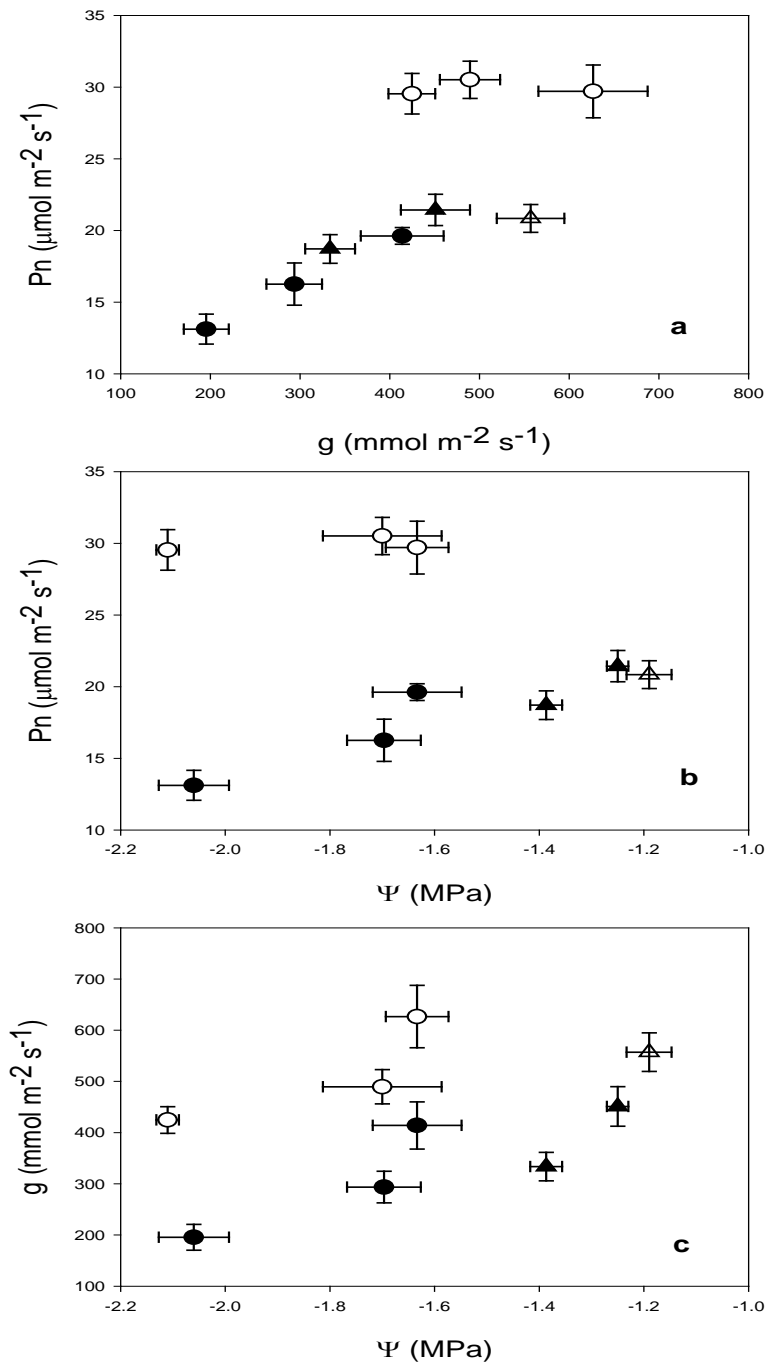 35
30
25
20
15
10
Pn (μmol m-2 s-1)
a
100 200 300 400 500 600 700 800
g (mmol m-2 s-1)
35
30
25
20
15
10
Pn (μmol m-2 s-1)
b
-2.2 -2.0 -1.8 -1.6 -1.4 -1.2 -1.0
Ψ (MPa)
800
700
600
500
400
300
200
100
g (mmol m-2 s-1)
c
-2.2 -2.0 -1.8 -1.6 -1.4 -1.2 -1.0
Ψ (MPa)